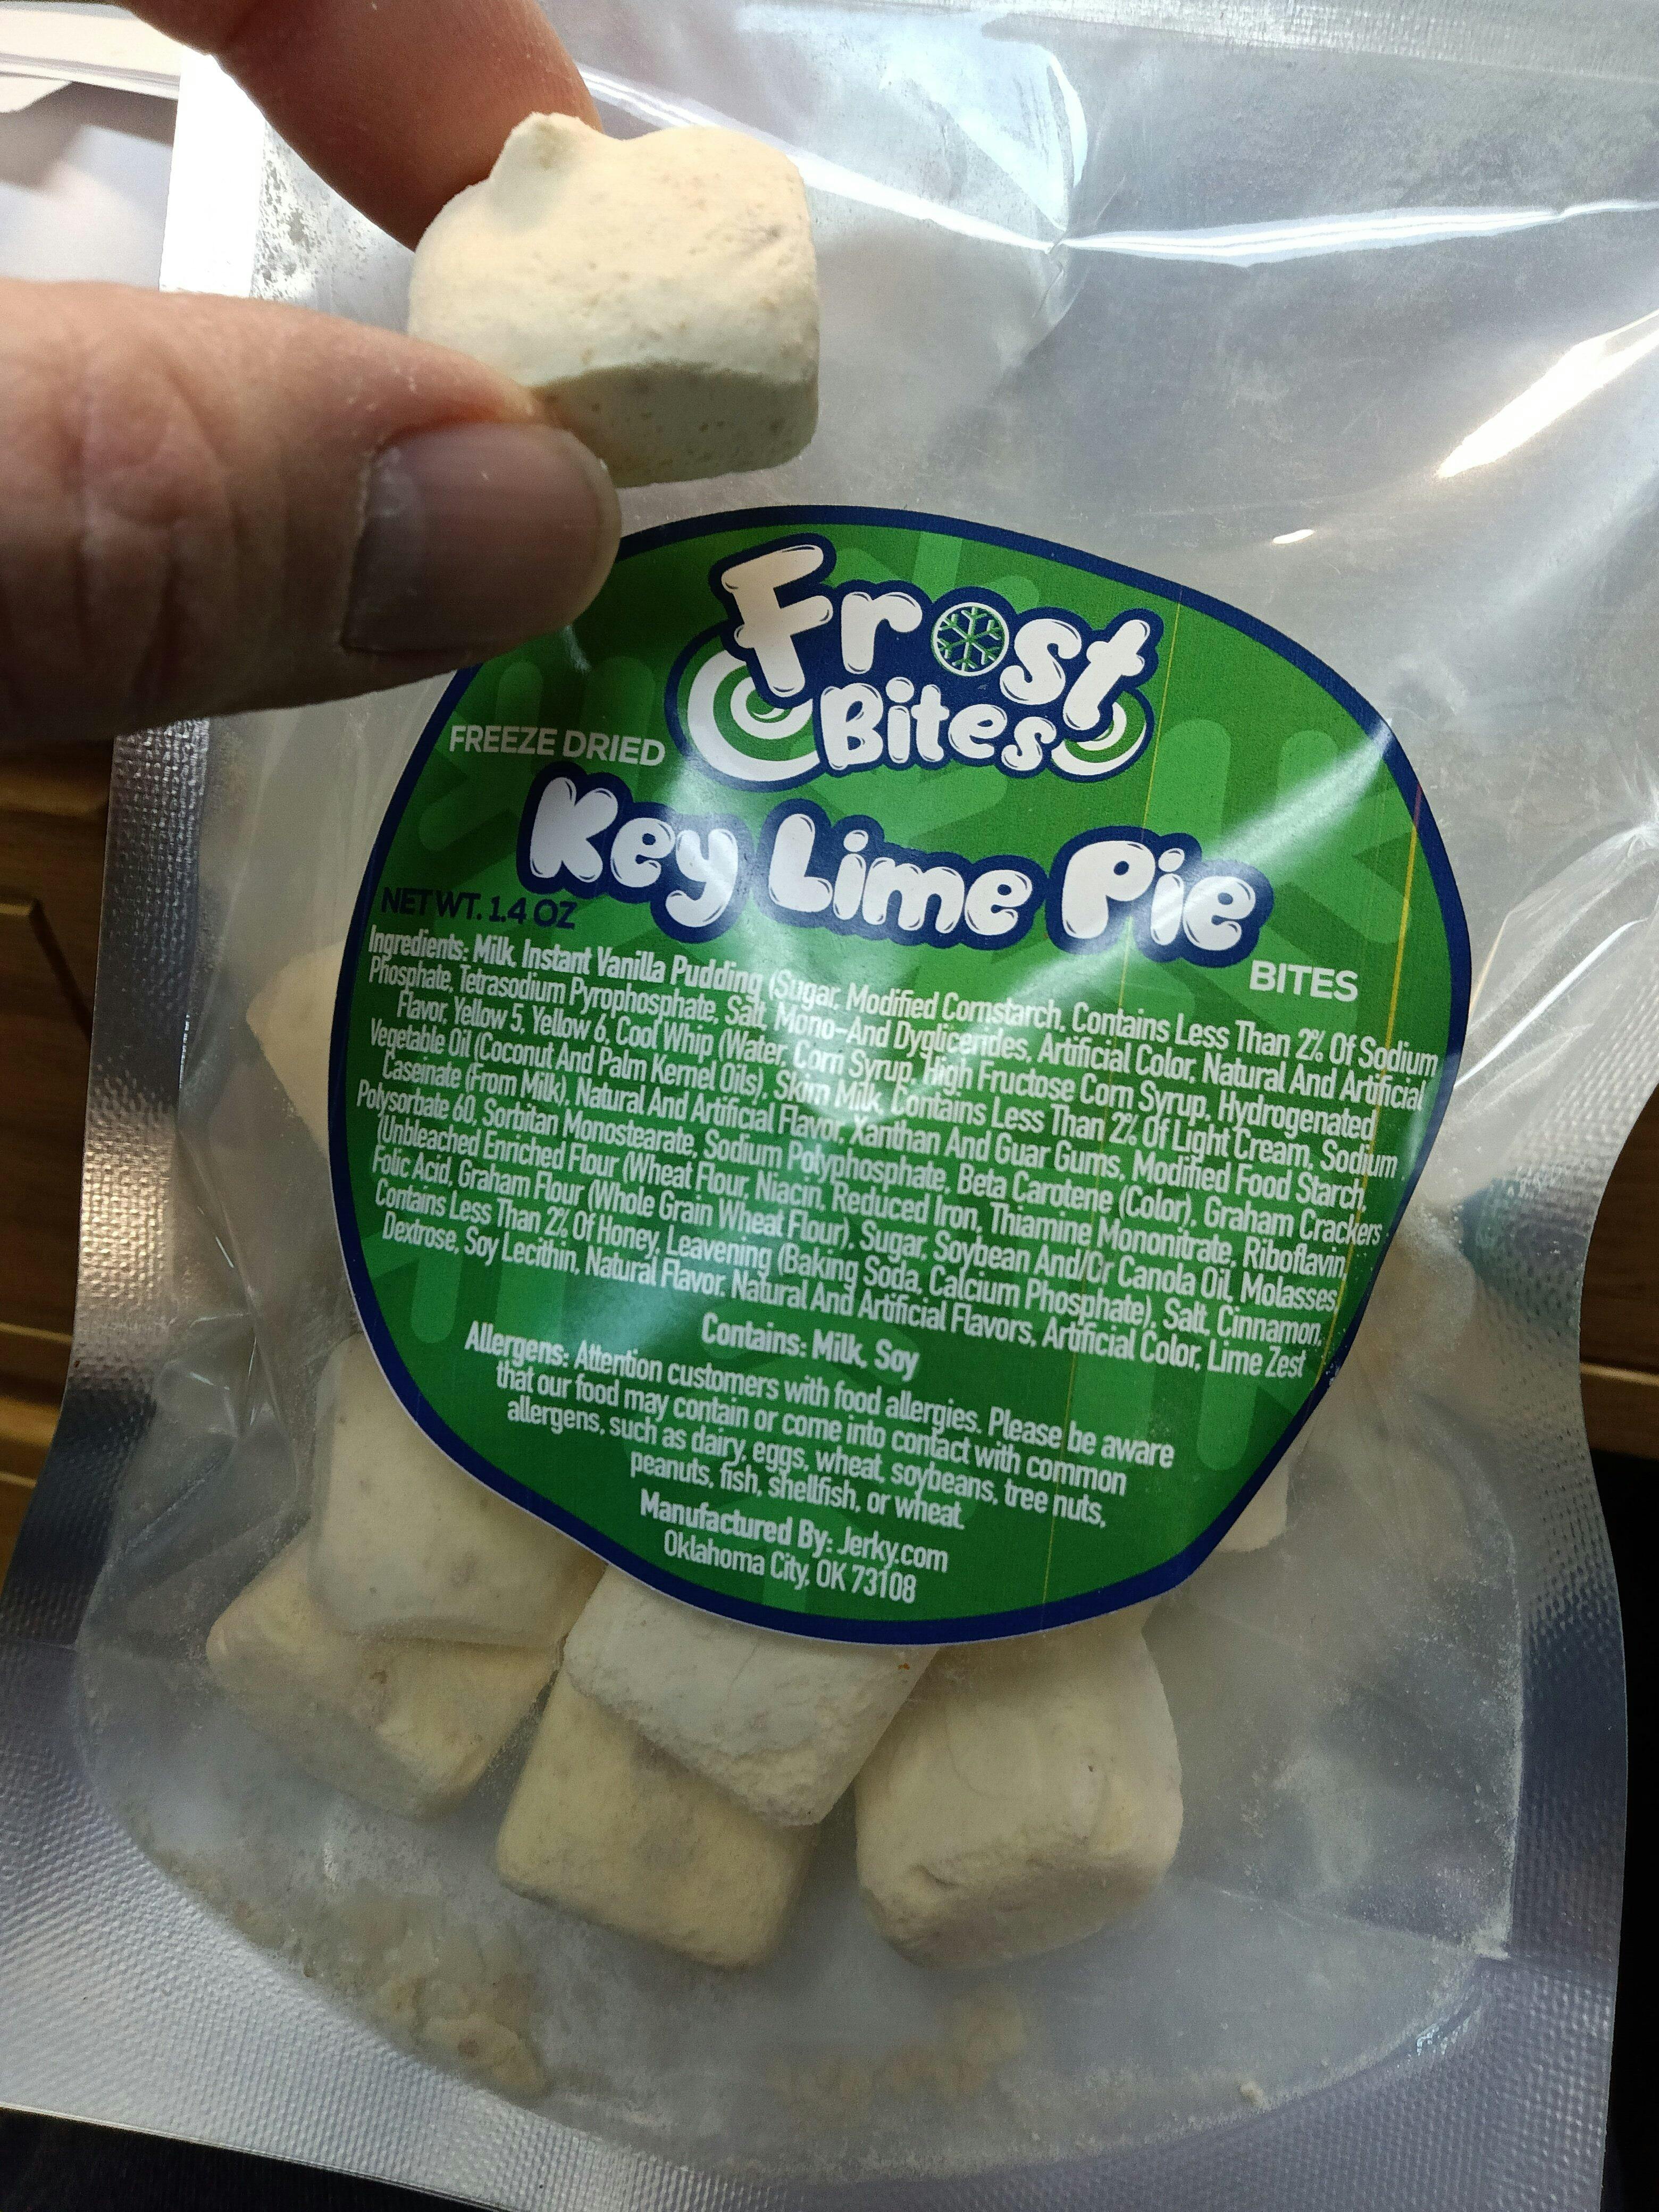 Frost
Bites
FREEZE DRIED
Key Lime Pie
BITES
NET WT. 1.4 OZ
Ingredients: Milk, Instant Vanilla Pudding (Sugar, Modified Cornstarch, Contains Less Than 2% Of Sodium
Phosphate, Tetrasodium Pyrophosphate, Salt, Mono-And Dyglicerides, Artificial Color, Natural And Artificial
Flavor, Yellow 5, Yellow 6, Cool Whip (Water, Corn Syrup, High Fructose Corn Syrup, Hydrogenated
Vegetable Oil (Coconut And Palm Kernel Oils), Skim Milk, Contains Less Than 2% Of Light Cream, Sodium
Caseinate (From Milk), Natural And Artificial Flavor, Xanthan And Guar Gums, Modified Food Starch,
Polysorbate 60, Sorbitan Monostearate, Sodium Polyphosphate, Beta Carotene (Color), Graham Crackers
(Unbleached Enriched Flour (Wheat Flour, Niacin, Reduced Iron, Thiamine Mononitrate, Riboflavin,
Folic Acid, Graham Flour (Whole Grain Wheat Flour), Sugar, Soybean And/Or Canola Oil, Molasses,
Contains Less Than 2% Of Honey, Leavening (Baking Soda, Calcium Phosphate), Salt, Cinnamon,
Dextrose, Soy Lecithin, Natural Flavor. Natural And Artificial Flavors, Artificial Color, Lime Zest
Contains: Milk, Soy
Allergens: Attention customers with food allergies. Please be aware
that our food may contain or come into contact with common
allergens, such as dairy, eggs, wheat, soybeans, tree nuts,
peanuts, fish, shellfish, or wheat.
Manufactured By: Jerky.com
Oklahoma City, OK 73108